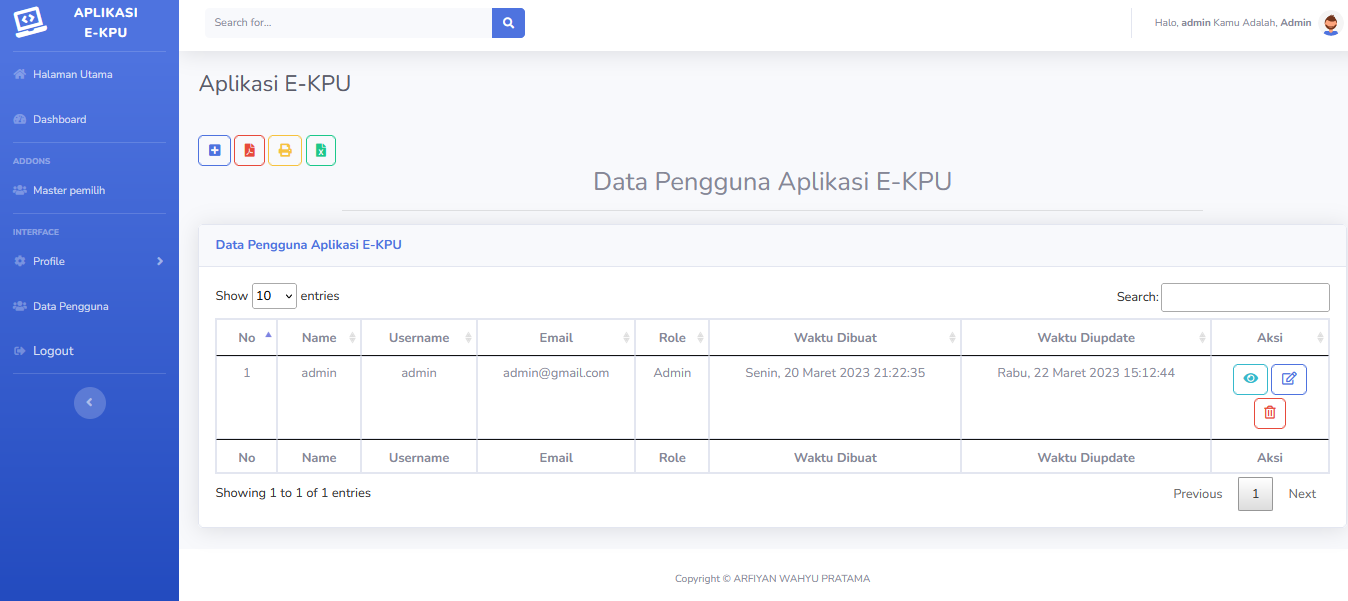 APLIKASI
E-KPU
Halaman Utama
Dashboard
ADDONS
Master pemilih
INTERFACE
Profile
Data Pengguna
Logout
Search for...
Halo, admin Kamu Adalah, Admin
Aplikasi E-KPU
Data Pengguna Aplikasi E-KPU
Data Pengguna Aplikasi E-KPU
Show 10 entries
Search:
No Name Username Email Role Waktu Dibuat Waktu Diupdate Aksi
1 admin admin admin@gmail.com Admin Senin, 20 Maret 2023 21:22:35 Rabu, 22 Maret 2023 15:12:44
No Name Username Email Role Waktu Dibuat Waktu Diupdate Aksi
Showing 1 to 1 of 1 entries
Previous 1 Next
Copyright © ARFIYAN WAHYU PRATAMA